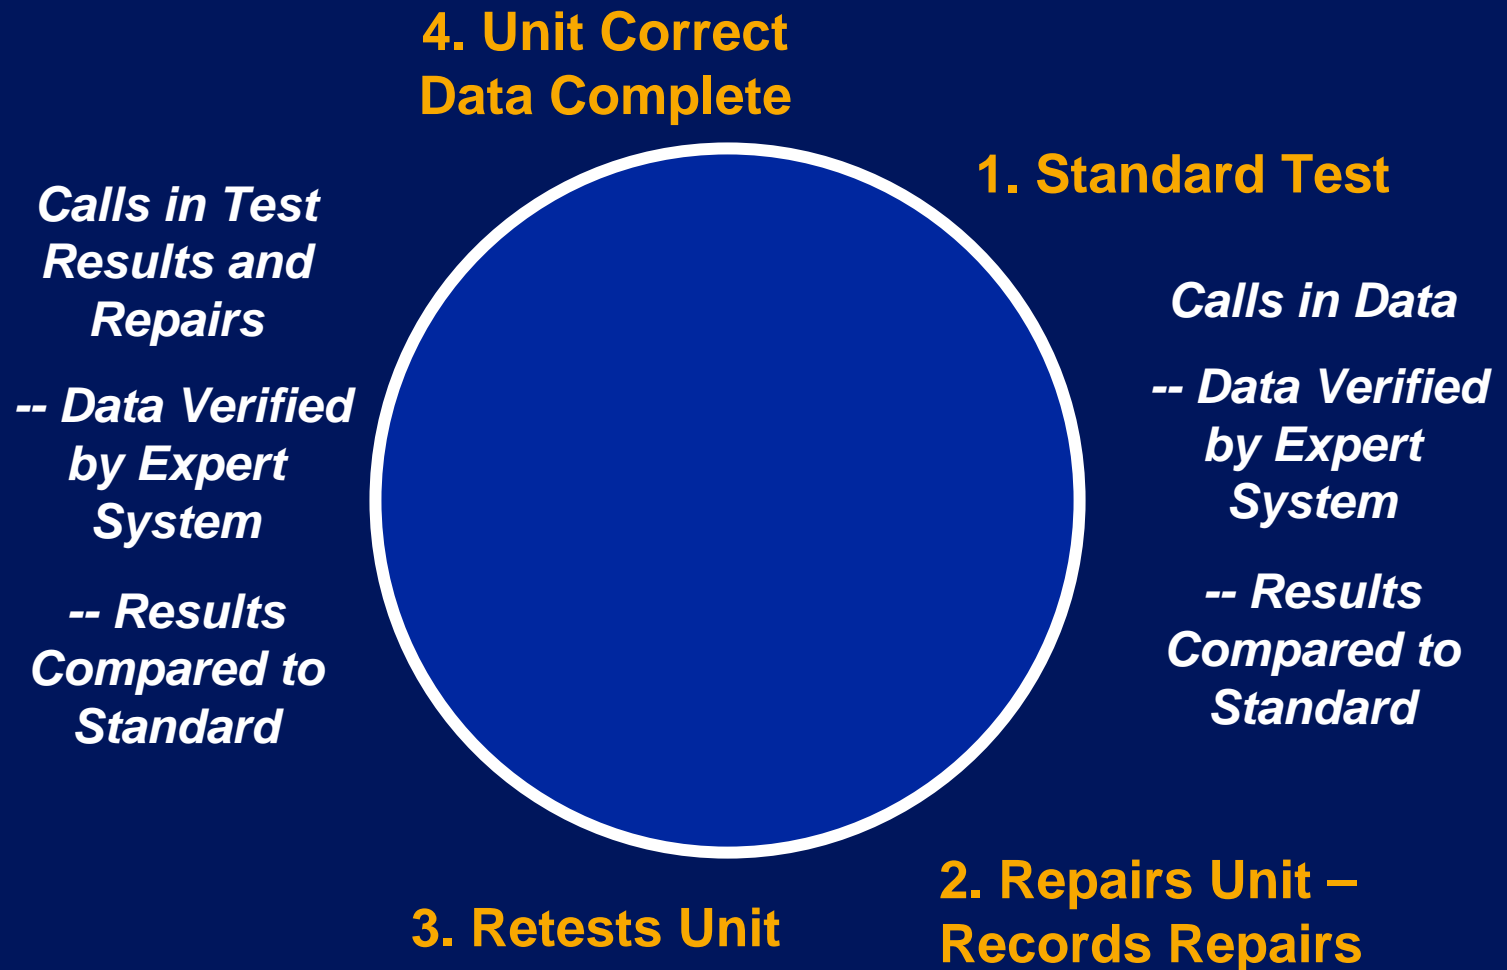 4. Unit Correct
Data Complete
1. Standard Test
Calls in Data
-- Data Verified
by Expert
System
-- Results
Compared to
Standard
2. Repairs Unit –
Records Repairs
3. Retests Unit
Calls in Test
Results and
Repairs
-- Data Verified
by Expert
System
-- Results
Compared to
Standard